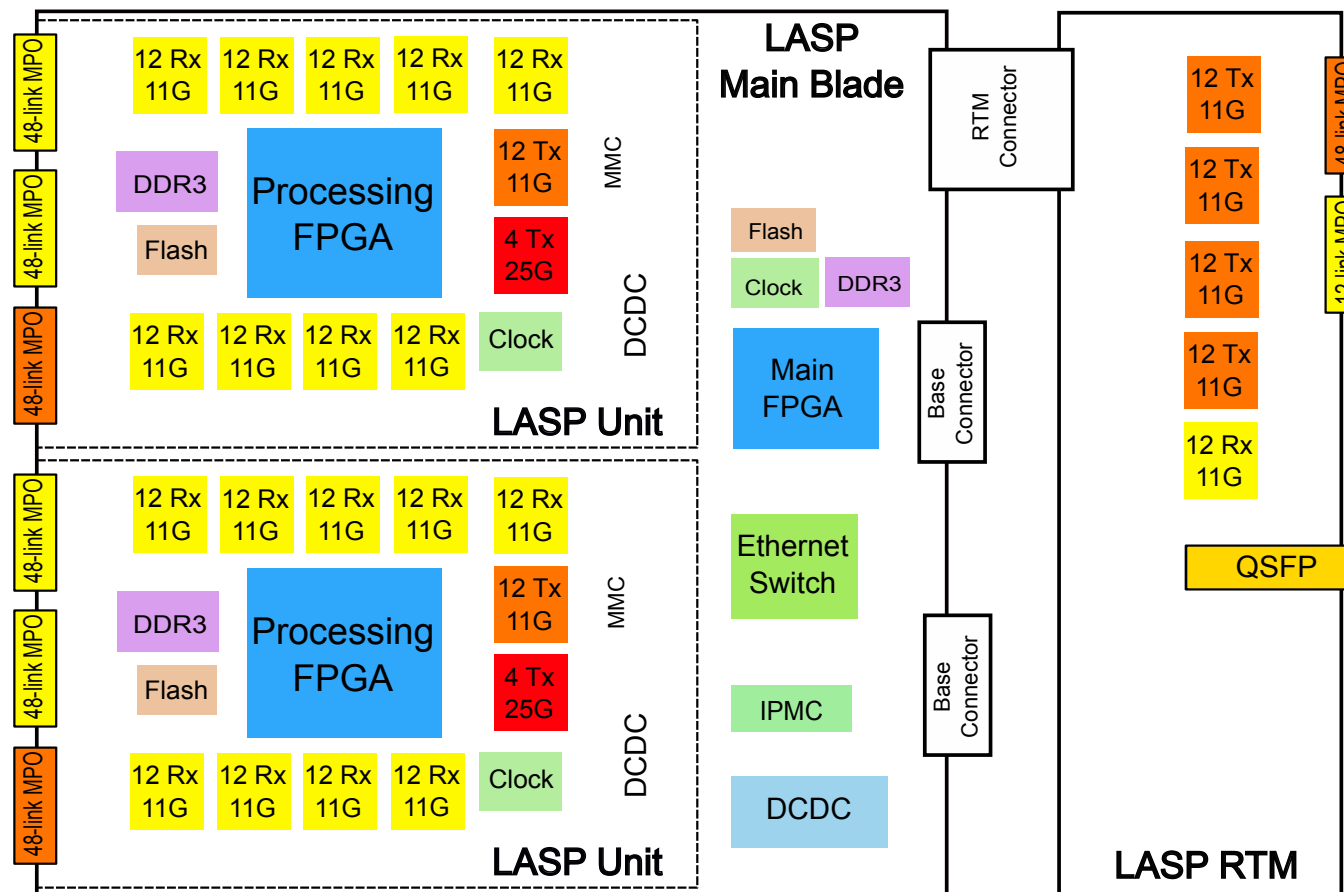 LASP
Main Blade
48-link MPO
48-link MPO
48-link MPO
12 Rx
11G
12 Rx
11G
12 Rx
11G
12 Rx
11G
12 Rx
11G
DDR3
Flash
Processing
FPGA
12 Tx
11G
4 Tx
25G
MMC
DCDC
12 Rx
11G
12 Rx
11G
12 Rx
11G
12 Rx
11G
Clock
LASP Unit
48-link MPO
48-link MPO
48-link MPO
12 Rx
11G
12 Rx
11G
12 Rx
11G
12 Rx
11G
12 Rx
11G
DDR3
Flash
Processing
FPGA
12 Tx
11G
4 Tx
25G
MMC
DCDC
12 Rx
11G
12 Rx
11G
12 Rx
11G
12 Rx
11G
Clock
LASP Unit
Flash
Clock
DDR3
Main
FPGA
Ethernet
Switch
IPMC
DCDC
RTM
Connector
Base
Connector
Base
Connector
12 Tx
11G
12 Tx
11G
12 Tx
11G
12 Tx
11G
12 Rx
11G
48-link MPO
12-link MPO
QSFP
LASP RTM